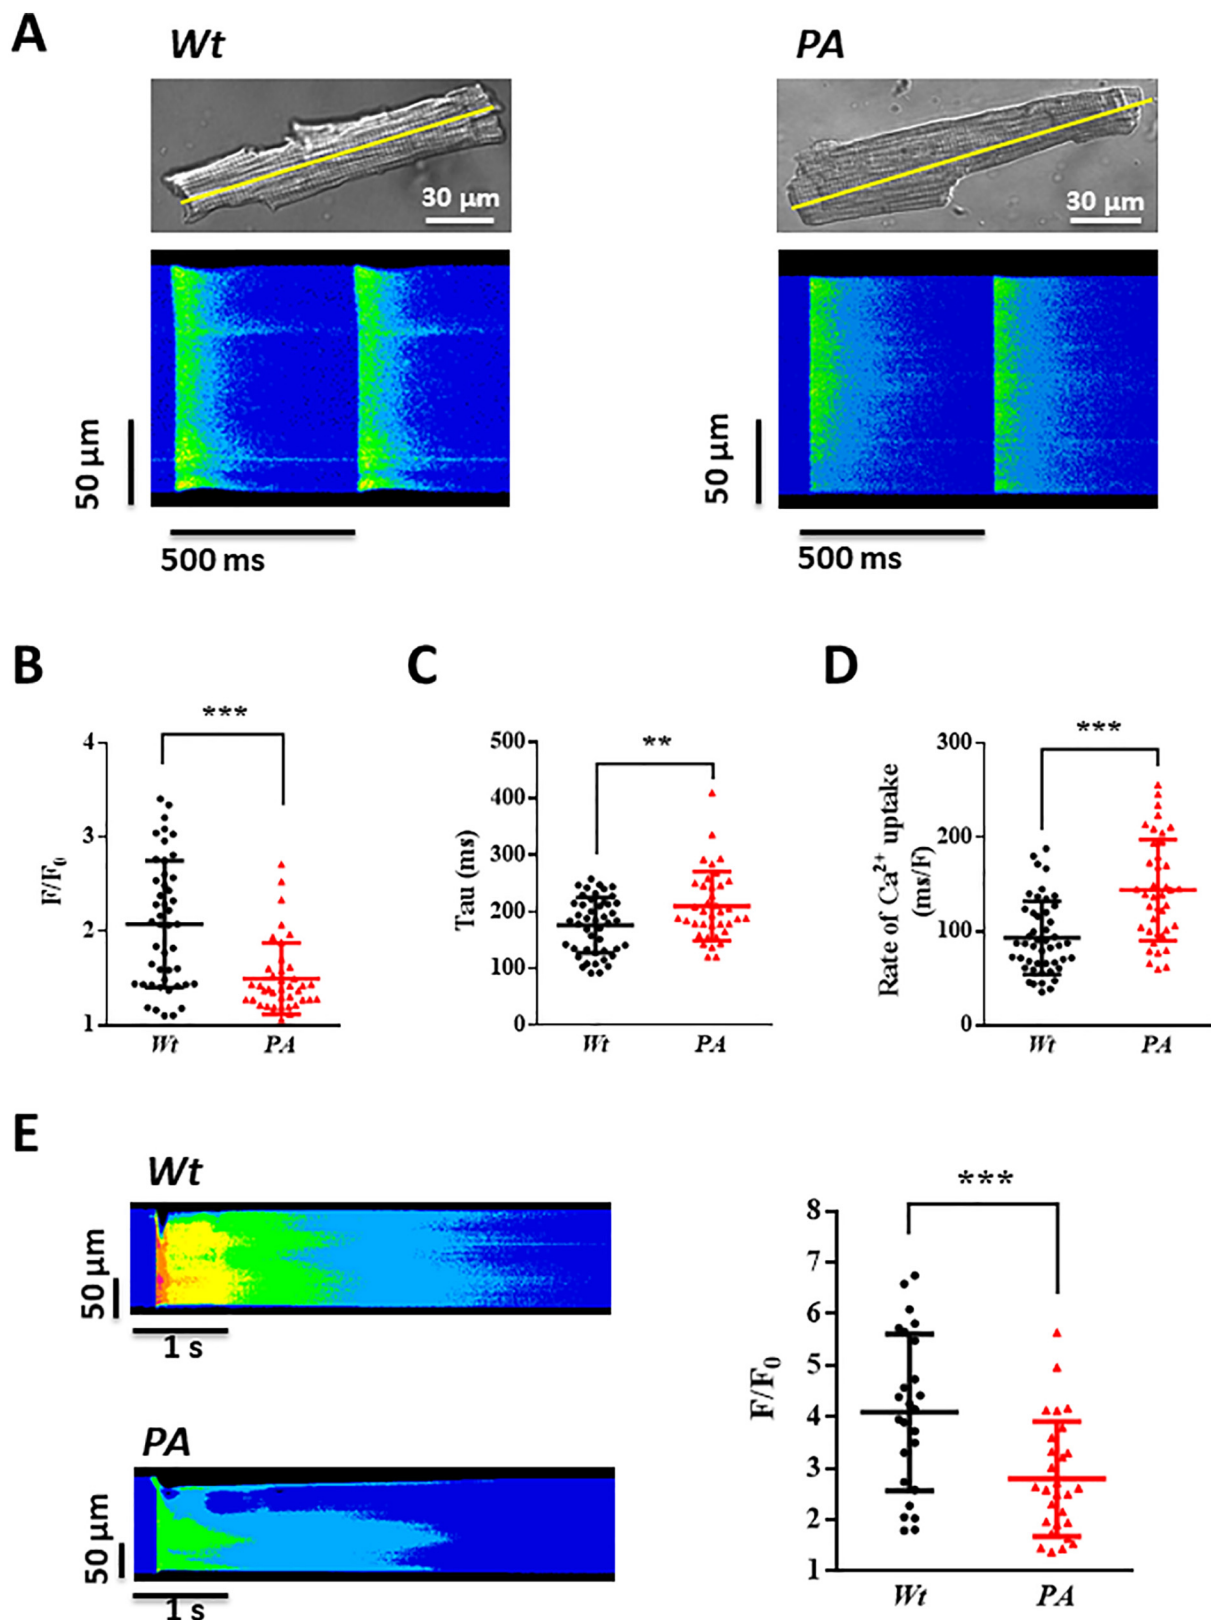 A
Wt
PA
30 µm
30 µm
50 µm
50 µm
500 ms
500 ms
B
C
D
***
4
3
2
1
F/F0
Wt
PA
**
500
400
300
200
100
0
Tau (ms)
Wt
PA
***
300
200
100
0
Rate of Ca2+ uptake
(ms/F)
Wt
PA
E
Wt
50 µm
1 s
PA
50 µm
1 s
***
8
7
6
5
4
3
2
1
F/F0
Wt
PA